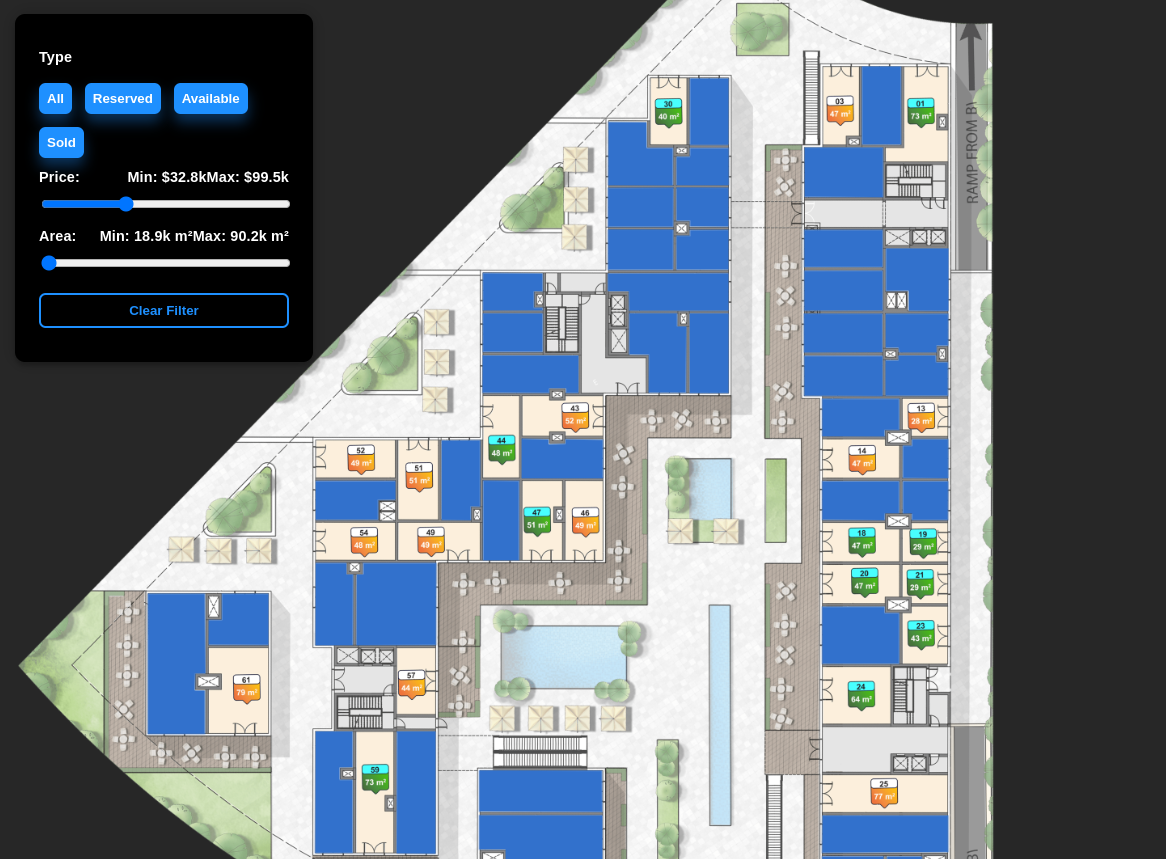 Type
All
Reserved
Available
Sold
Price:
Min: $32.8kMax: $99.5k
Area:
Min: 18.9k m²Max: 90.2k m²
Clear Filter
30
40 m²
03
47 m²
01
73 m²
RAMP FROM B\
43
52 m²
44
48 m²
13
28 m²
14
47 m²
52
49 m²
51
51 m²
47
51 m²
46
49 m²
54
48 m²
49
49 m²
18
47 m²
19
29 m²
20
47 m²
21
29 m²
23
43 m²
61
79 m²
57
44 m²
24
64 m²
59
73 m²
25
77 m²
B\